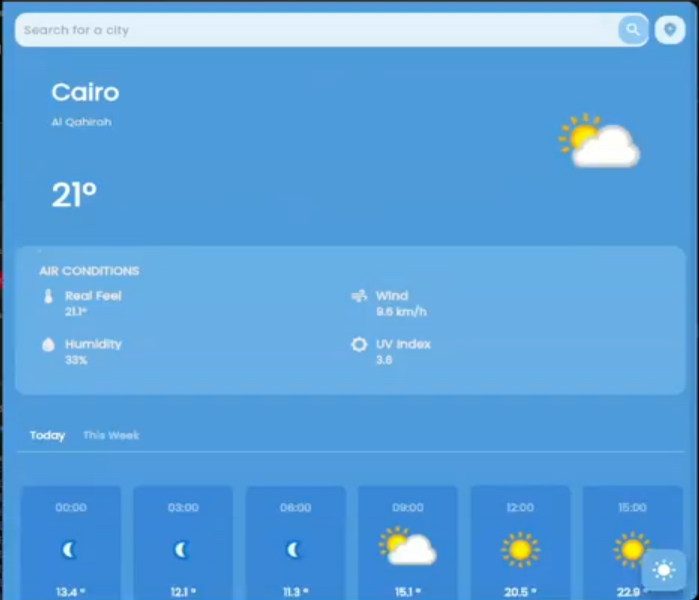 Search for a city
Cairo
Al Qahirah
21°
AIR CONDITIONS
Real Feel
21.1°
Wind
9.6 km/h
Humidity
33%
UV Index
3.6
Today This Week
00:00 03:00 06:00 09:00 12:00 15:00
13.4 ° 12.1 ° 11.3 ° 15.1 ° 20.5 ° 22.9 °